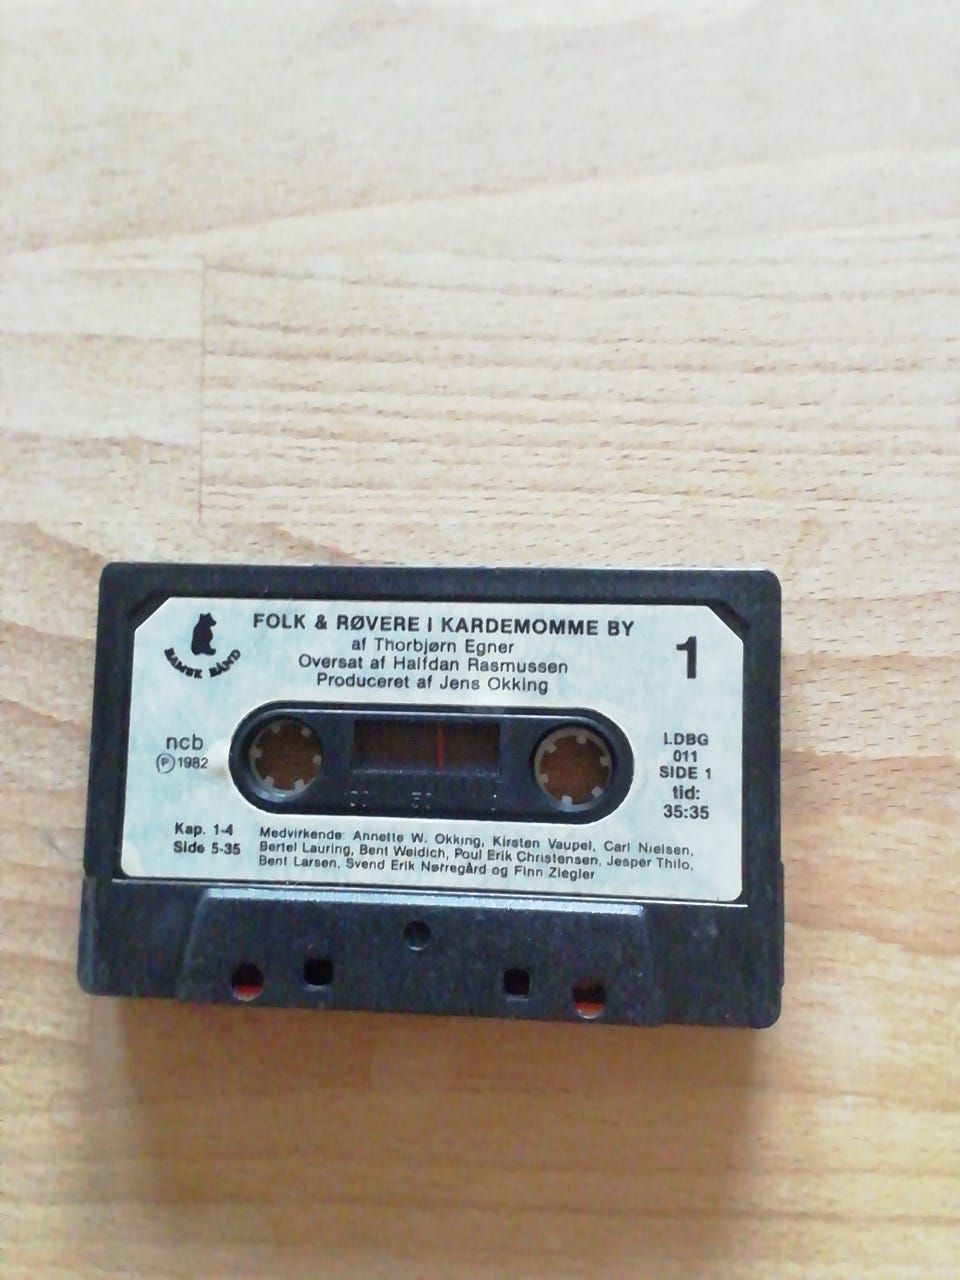 FOLK & RØVERE I KARDEMOMME BY
af Thorbjørn Egner
Oversat af Halfdan Rasmussen
Produceret af Jens Okking
1
BAMSE BÅND
ncb
℗ 1982
LDBG
011
SIDE 1
tid:
35:35
Kap. 1-4
Side 5-35
Medvirkende: Annette W. Okking, Kirsten Vaupel, Carl Nielsen,
Bertel Lauring, Bent Weidich, Poul Erik Christensen, Jesper Thilo,
Bent Larsen, Svend Erik Nørregård og Finn Ziegler